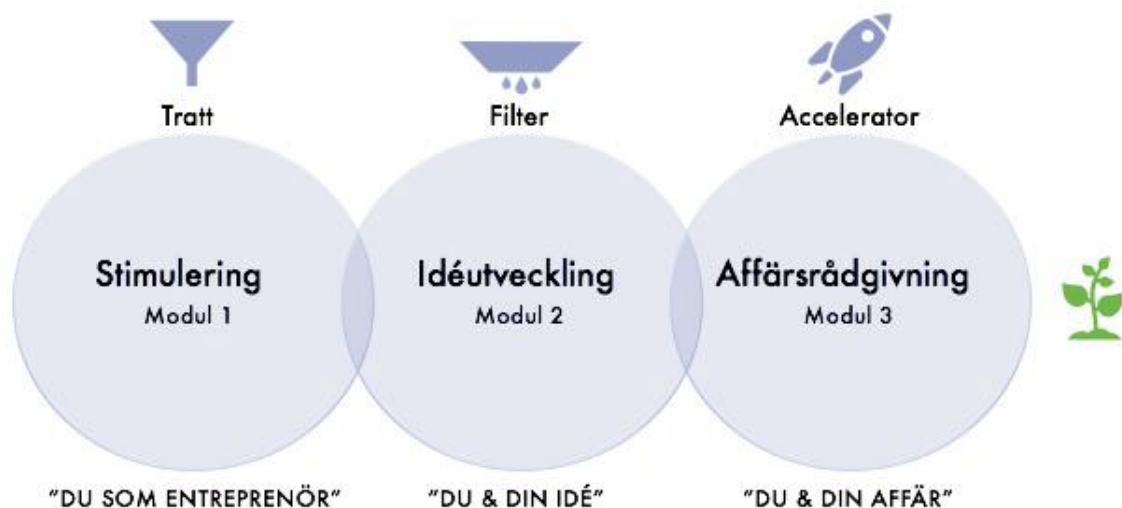 Tratt
Filter
Accelerator
Stimulering
Modul 1
Idéutveckling
Modul 2
Affärsrådgivning
Modul 3
"DU SOM ENTREPRENÖR"
"DU & DIN IDÉ"
"DU & DIN AFFÄR"